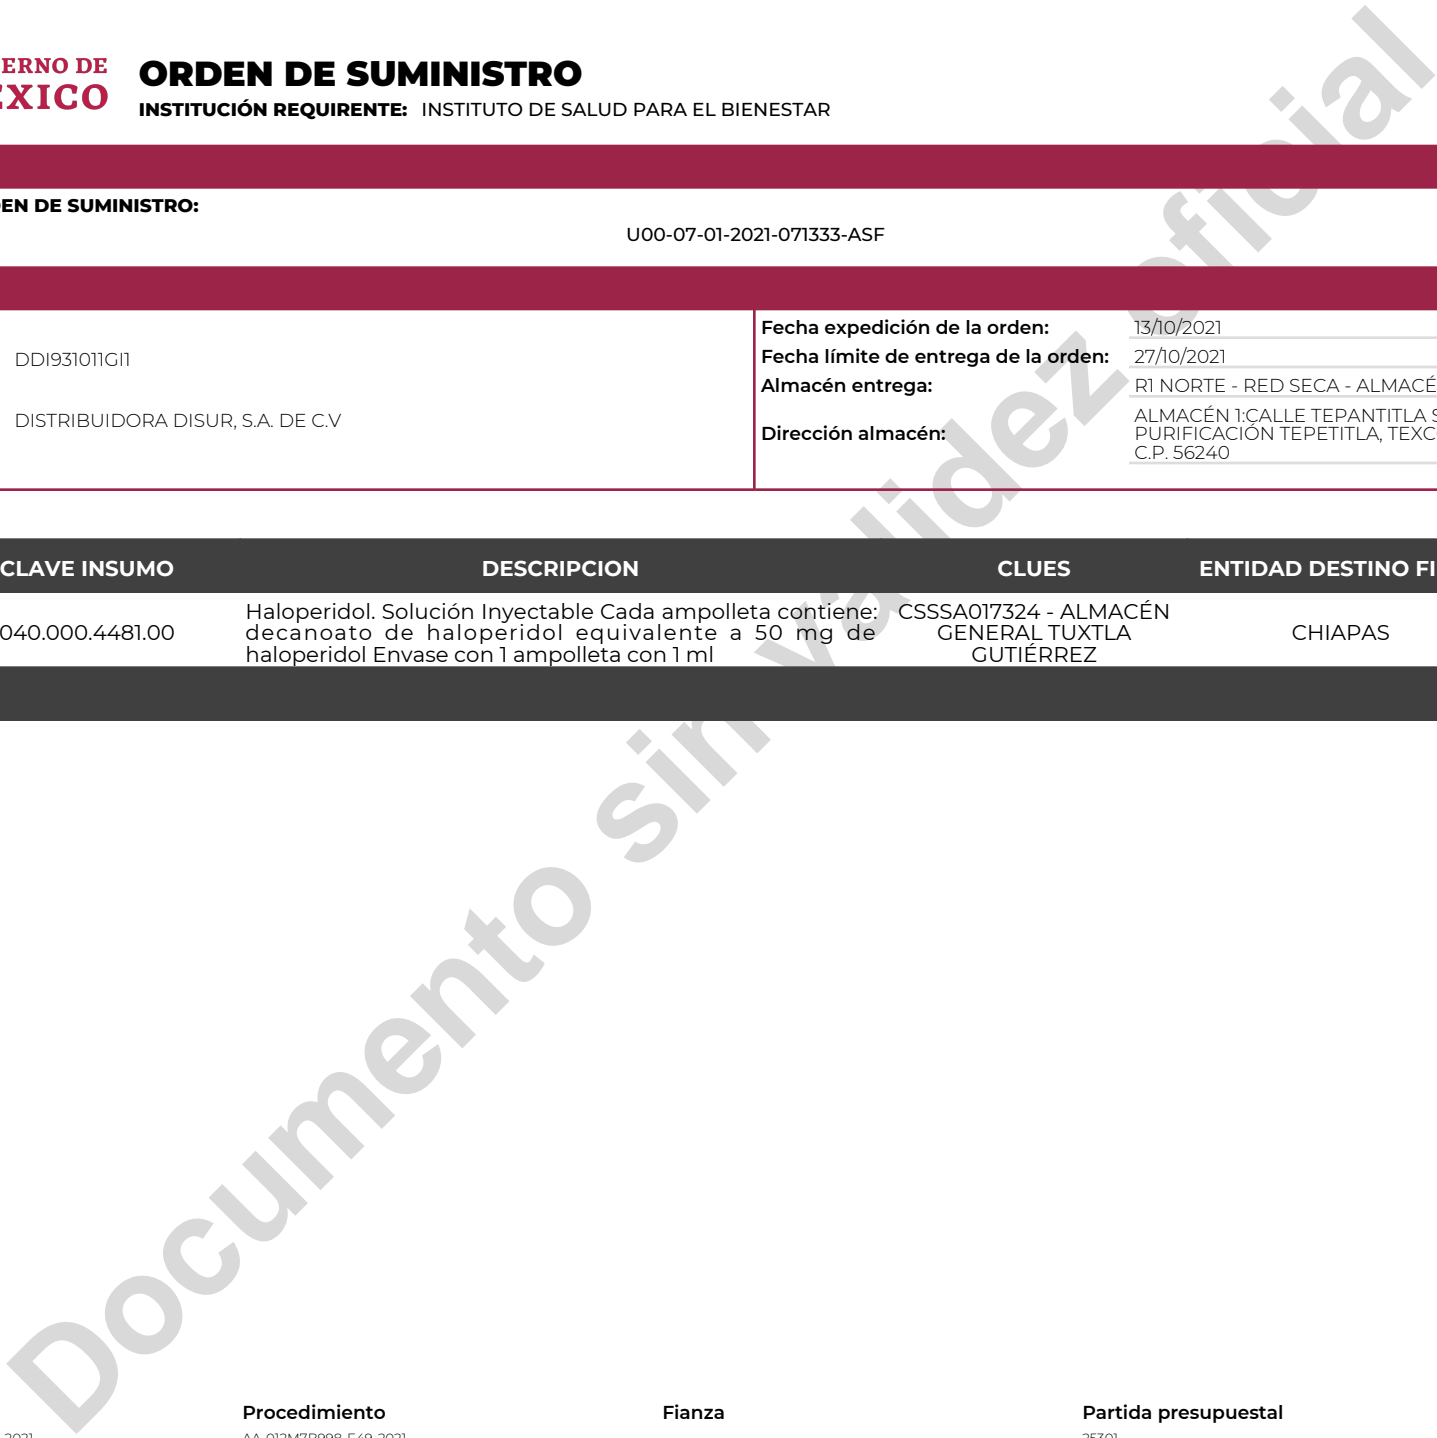 ERNO DE
EXICO
ORDEN DE SUMINISTRO
INSTITUCIÓN REQUIRENTE: INSTITUTO DE SALUD PARA EL BIENESTAR
EN DE SUMINISTRO:
U00-07-01-2021-071333-ASF
DDI931011GI1
DISTRIBUIDORA DISUR, S.A. DE C.V
Fecha expedición de la orden: 13/10/2021
Fecha límite de entrega de la orden: 27/10/2021
Almacén entrega: R1 NORTE - RED SECA - ALMACÉ
Dirección almacén: ALMACÉN 1:CALLE TEPANTITLA S
PURIFICACIÓN TEPETITLA, TEXC
C.P. 56240
CLAVE INSUMO DESCRIPCION CLUES ENTIDAD DESTINO FI
040.000.4481.00
Haloperidol. Solución Inyectable Cada ampolleta contiene:
decanoato de haloperidol equivalente a 50 mg de
haloperidol Envase con 1 ampolleta con 1 ml
CSSSA017324 - ALMACÉN
GENERAL TUXTLA
GUTIÉRREZ
CHIAPAS
Documento sin validez oficial
Procedimiento Fianza Partida presupuestal